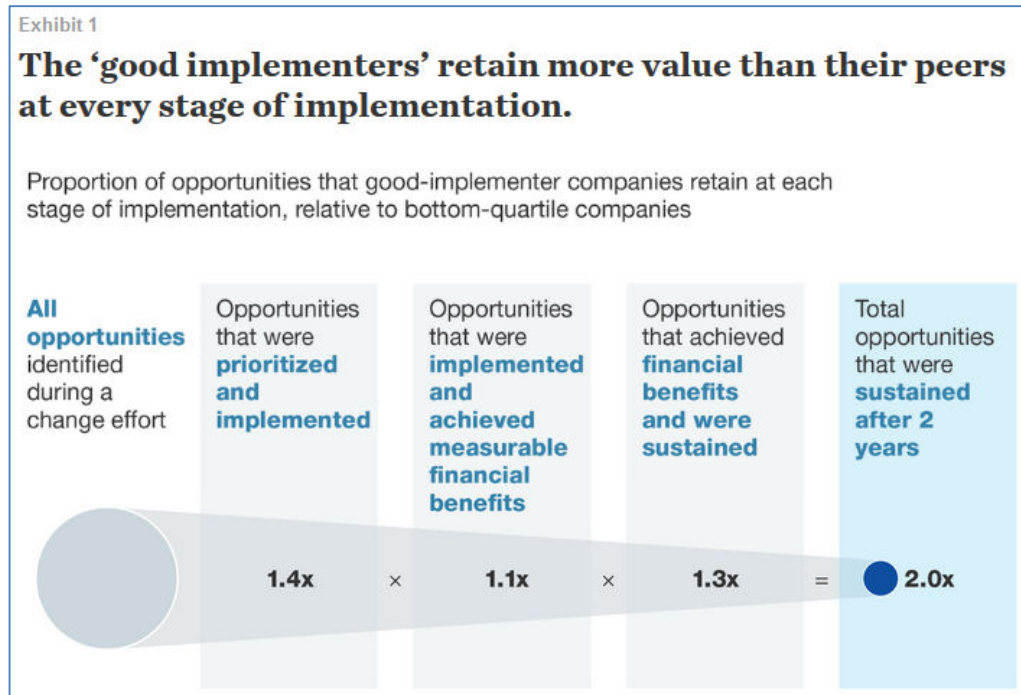 Exhibit 1
The ‘good implementers’ retain more value than their peers
at every stage of implementation.
Proportion of opportunities that good-implementer companies retain at each
stage of implementation, relative to bottom-quartile companies
All
opportunities
identified
during a
change effort
Opportunities
that were
prioritized
and
implemented
Opportunities
that were
implemented
and
achieved
measurable
financial
benefits
Opportunities
that achieved
financial
benefits
and were
sustained
Total
opportunities
that were
sustained
after 2
years
1.4x × 1.1x × 1.3x = 2.0x